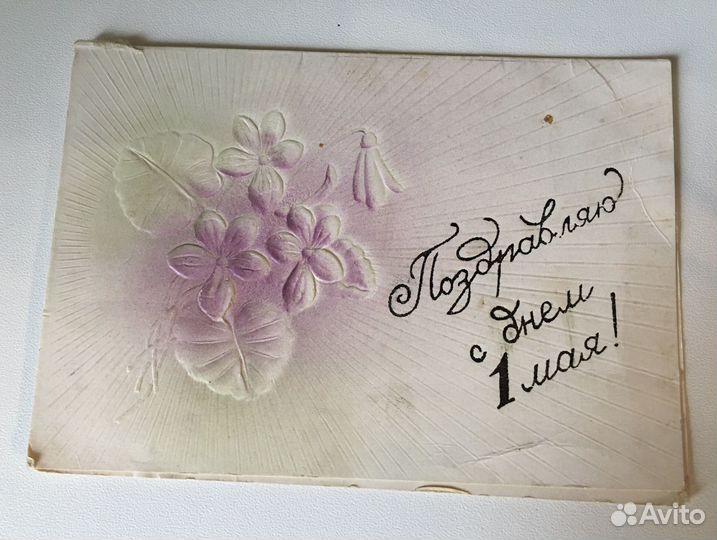 Поздравляю
с днем
1 мая!
Avito